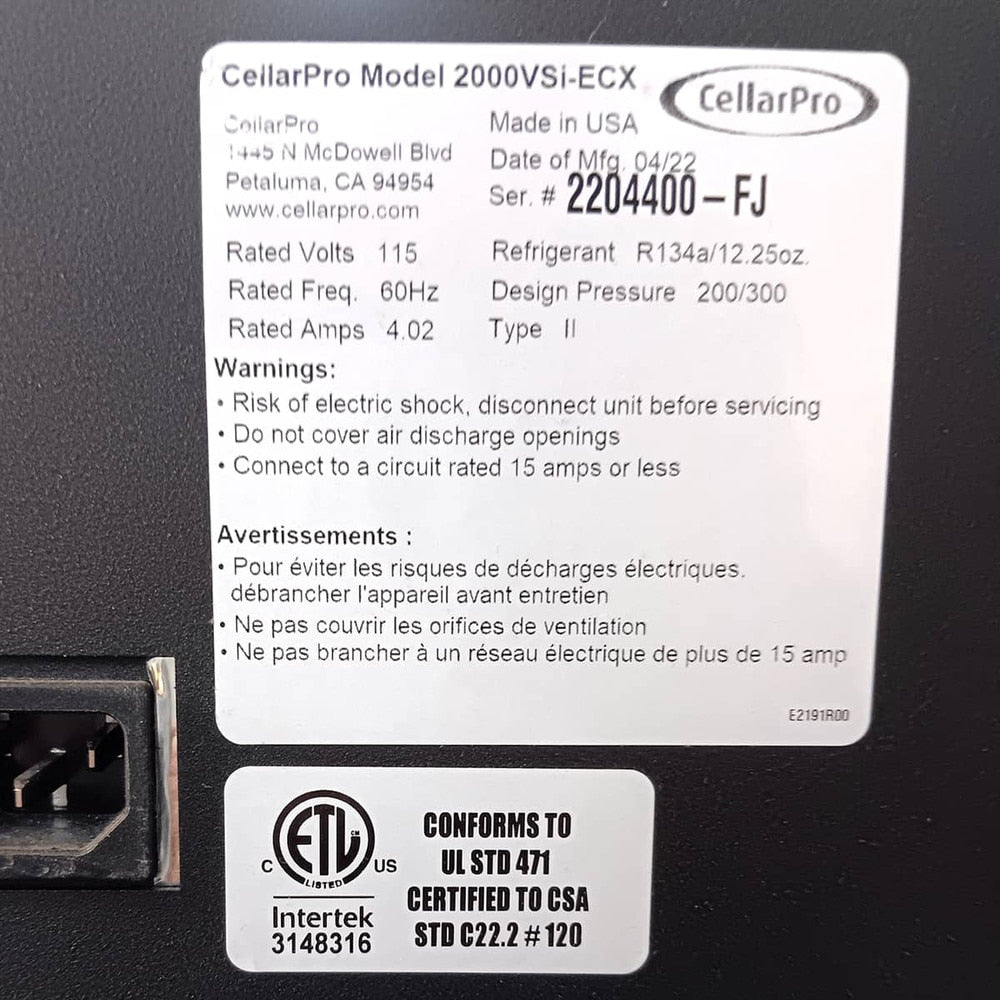 CellarPro Model 2000VSi-ECX
CellarPro
CellarPro
1445 N McDowell Blvd
Petaluma, CA 94954
www.cellarpro.com
Made in USA
Date of Mfg. 04/22
Ser. # 2204400-FJ
Rated Volts 115
Rated Freq. 60Hz
Rated Amps 4.02
Refrigerant R134a/12.25oz.
Design Pressure 200/300
Type II
Warnings:
• Risk of electric shock, disconnect unit before servicing
• Do not cover air discharge openings
• Connect to a circuit rated 15 amps or less
Avertissements :
• Pour éviter les risques de décharges électriques.
débrancher l'appareil avant entretien
• Ne pas couvrir les orifices de ventilation
• Ne pas brancher à un réseau électrique de plus de 15 amp
E2191R00
ETL CM
LISTED
C US
Intertek
3148316
CONFORMS TO
UL STD 471
CERTIFIED TO CSA
STD C22.2 # 120